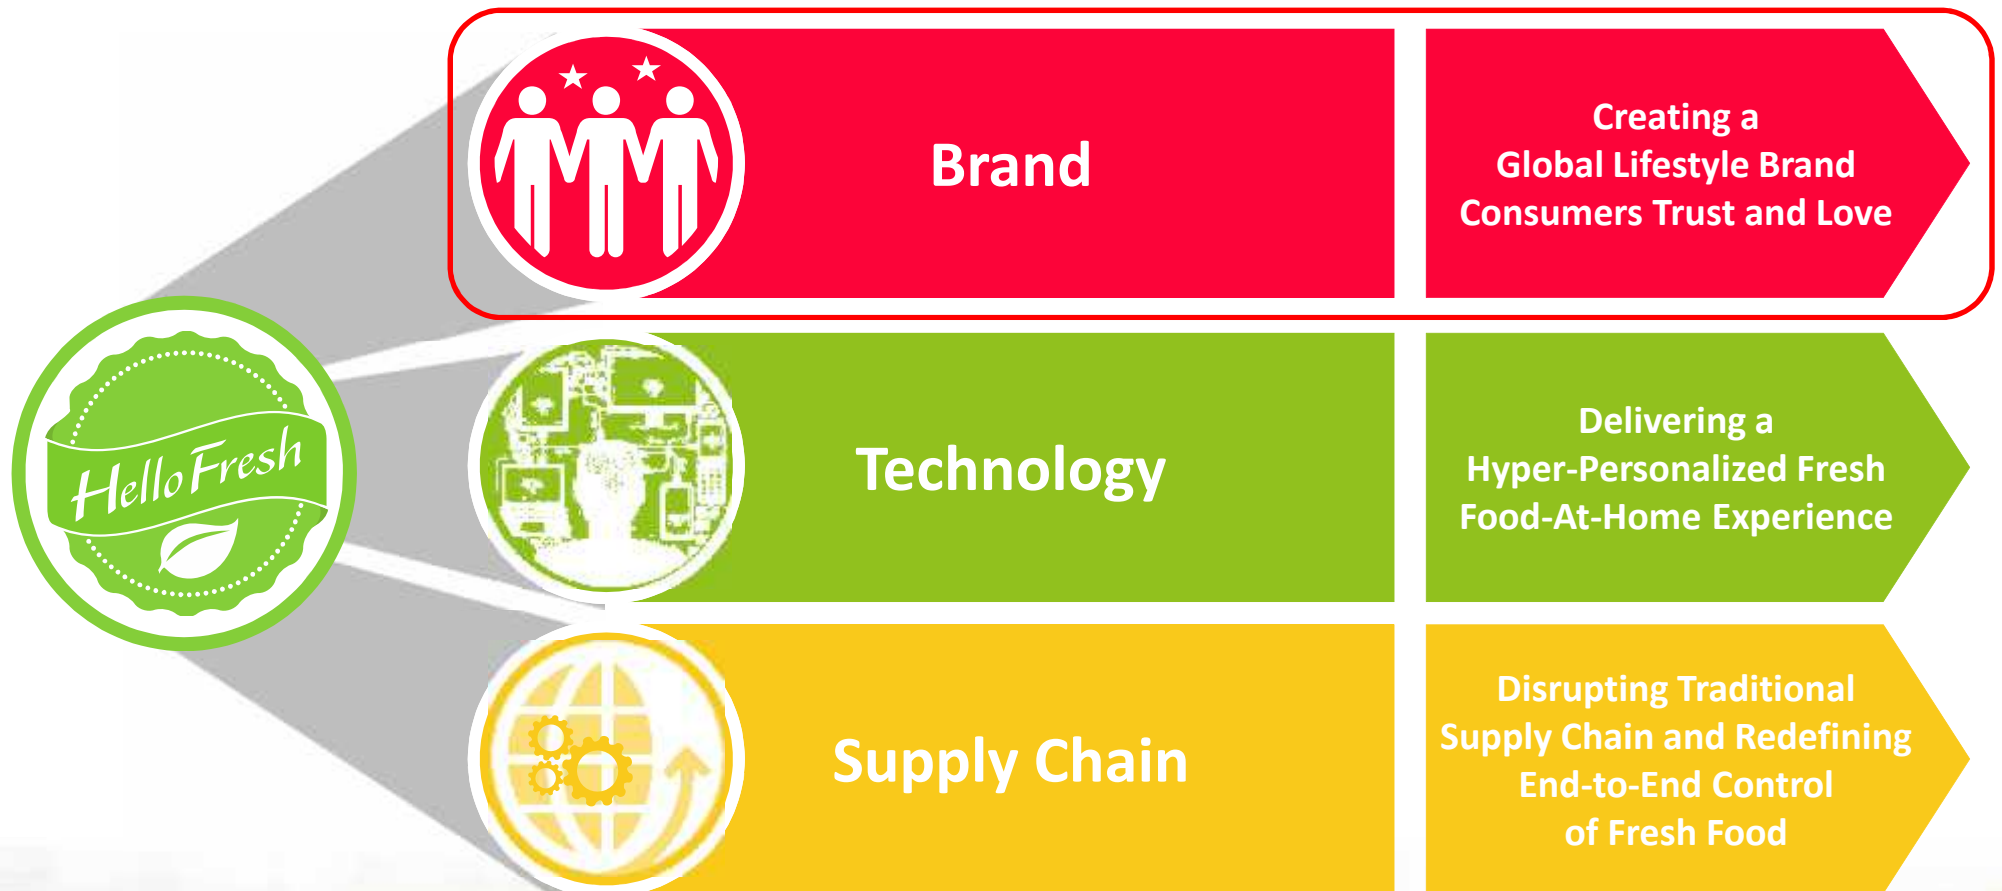 HelloFresh
Brand
Creating a
Global Lifestyle Brand
Consumers Trust and Love
Technology
Delivering a
Hyper-Personalized Fresh
Food-At-Home Experience
Supply Chain
Disrupting Traditional
Supply Chain and Redefining
End-to-End Control
of Fresh Food